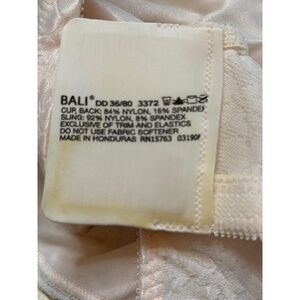 BALI® DD 36/80 3372
CUP, BACK: 84% NYLON, 16% SPANDEX
SLING: 92% NYLON, 8% SPANDEX
EXCLUSIVE OF TRIM AND ELASTICS
DO NOT USE FABRIC SOFTENER
MADE IN HONDURAS RN15763 03190F